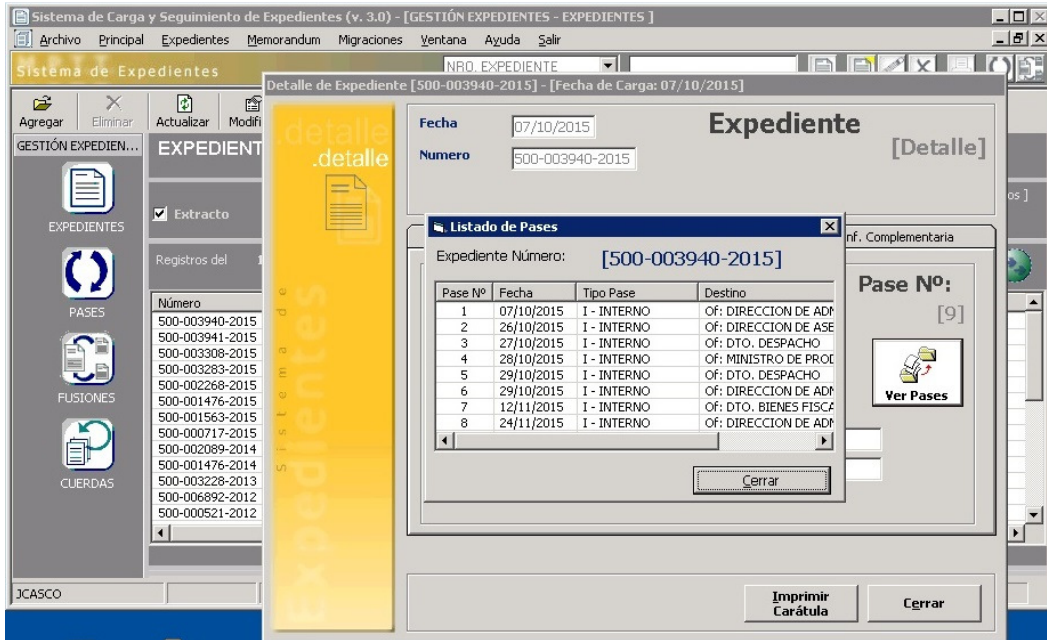 Sistema de Carga y Seguimiento de Expedientes (v. 3.0) - [GESTIÓN EXPEDIENTES - EXPEDIENTES ]
Archivo Principal Expedientes Memorandum Migraciones Ventana Ayuda Salir
Sistema de Expedientes
NRO. EXPEDIENTE
Detalle de Expediente [500-003940-2015] - [Fecha de Carga: 07/10/2015]
Agregar Eliminar Actualizar Modifi
GESTIÓN EXPEDIEN...
EXPEDIENT
EXPEDIENTES
PASES
FUSIONES
CUERDAS
Extracto
os ]
Registros del
Número
500-003940-2015
500-003941-2015
500-003308-2015
500-003283-2015
500-002268-2015
500-001476-2015
500-001563-2015
500-000717-2015
500-002089-2014
500-001476-2014
500-003228-2013
500-006892-2012
500-000521-2012
.detalle
.detalle
Sistema de
Expedientes
Fecha 07/10/2015
Numero 500-003940-2015
Expediente
[Detalle]
nf. Complementaria
Pase Nº:
[9]
Ver Pases
Listado de Pases
Expediente Número: [500-003940-2015]
Pase Nº Fecha Tipo Pase Destino
1 07/10/2015 I - INTERNO Of: DIRECCION DE ADM
2 26/10/2015 I - INTERNO Of: DIRECCION DE ASE
3 27/10/2015 I - INTERNO Of: DTO. DESPACHO
4 28/10/2015 I - INTERNO Of: MINISTRO DE PROD
5 29/10/2015 I - INTERNO Of: DTO. DESPACHO
6 29/10/2015 I - INTERNO Of: DIRECCION DE ADM
7 12/11/2015 I - INTERNO Of: DTO. BIENES FISCA
8 24/11/2015 I - INTERNO Of: DIRECCION DE ADM
Cerrar
Imprimir
Carátula
Cerrar
JCASCO